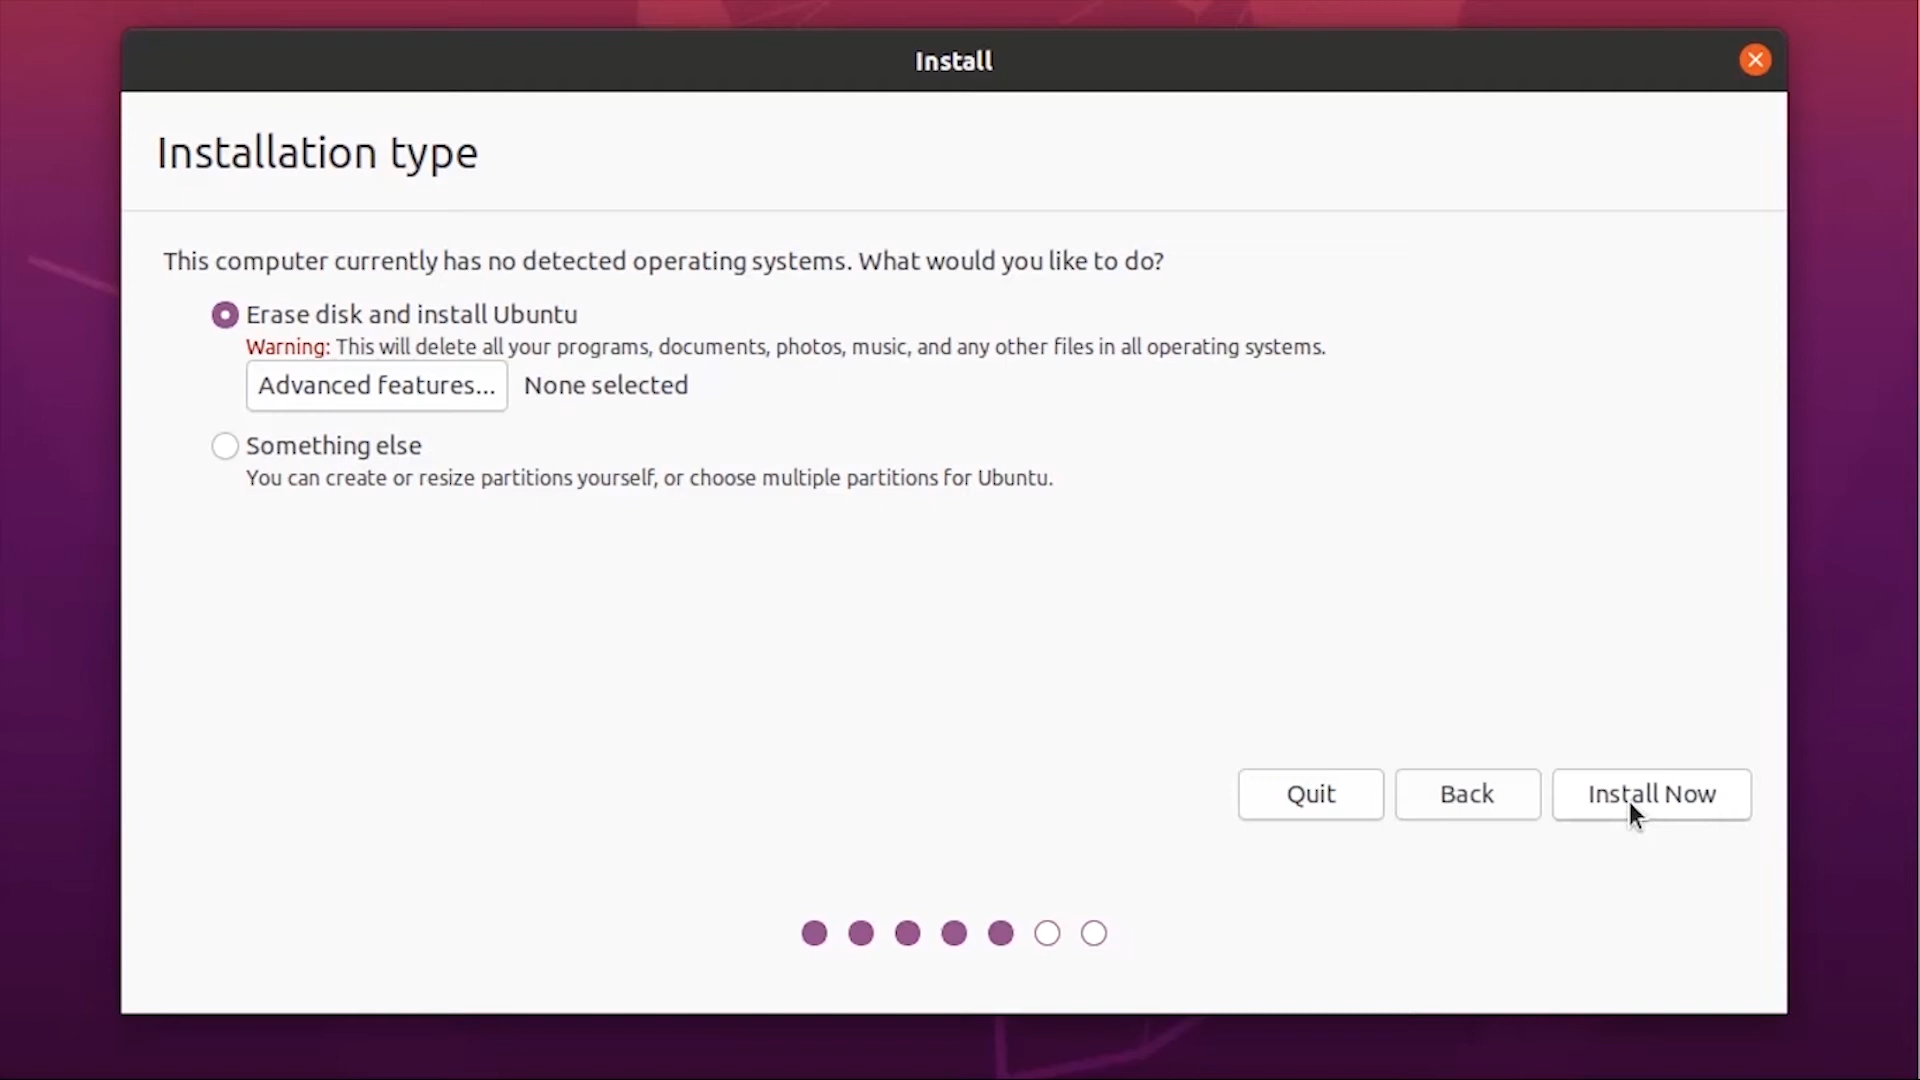 Install
Installation type
This computer currently has no detected operating systems. What would you like to do?
Erase disk and install Ubuntu
Warning: This will delete all your programs, documents, photos, music, and any other files in all operating systems.
Advanced features... None selected
Something else
You can create or resize partitions yourself, or choose multiple partitions for Ubuntu.
Quit Back Install Now